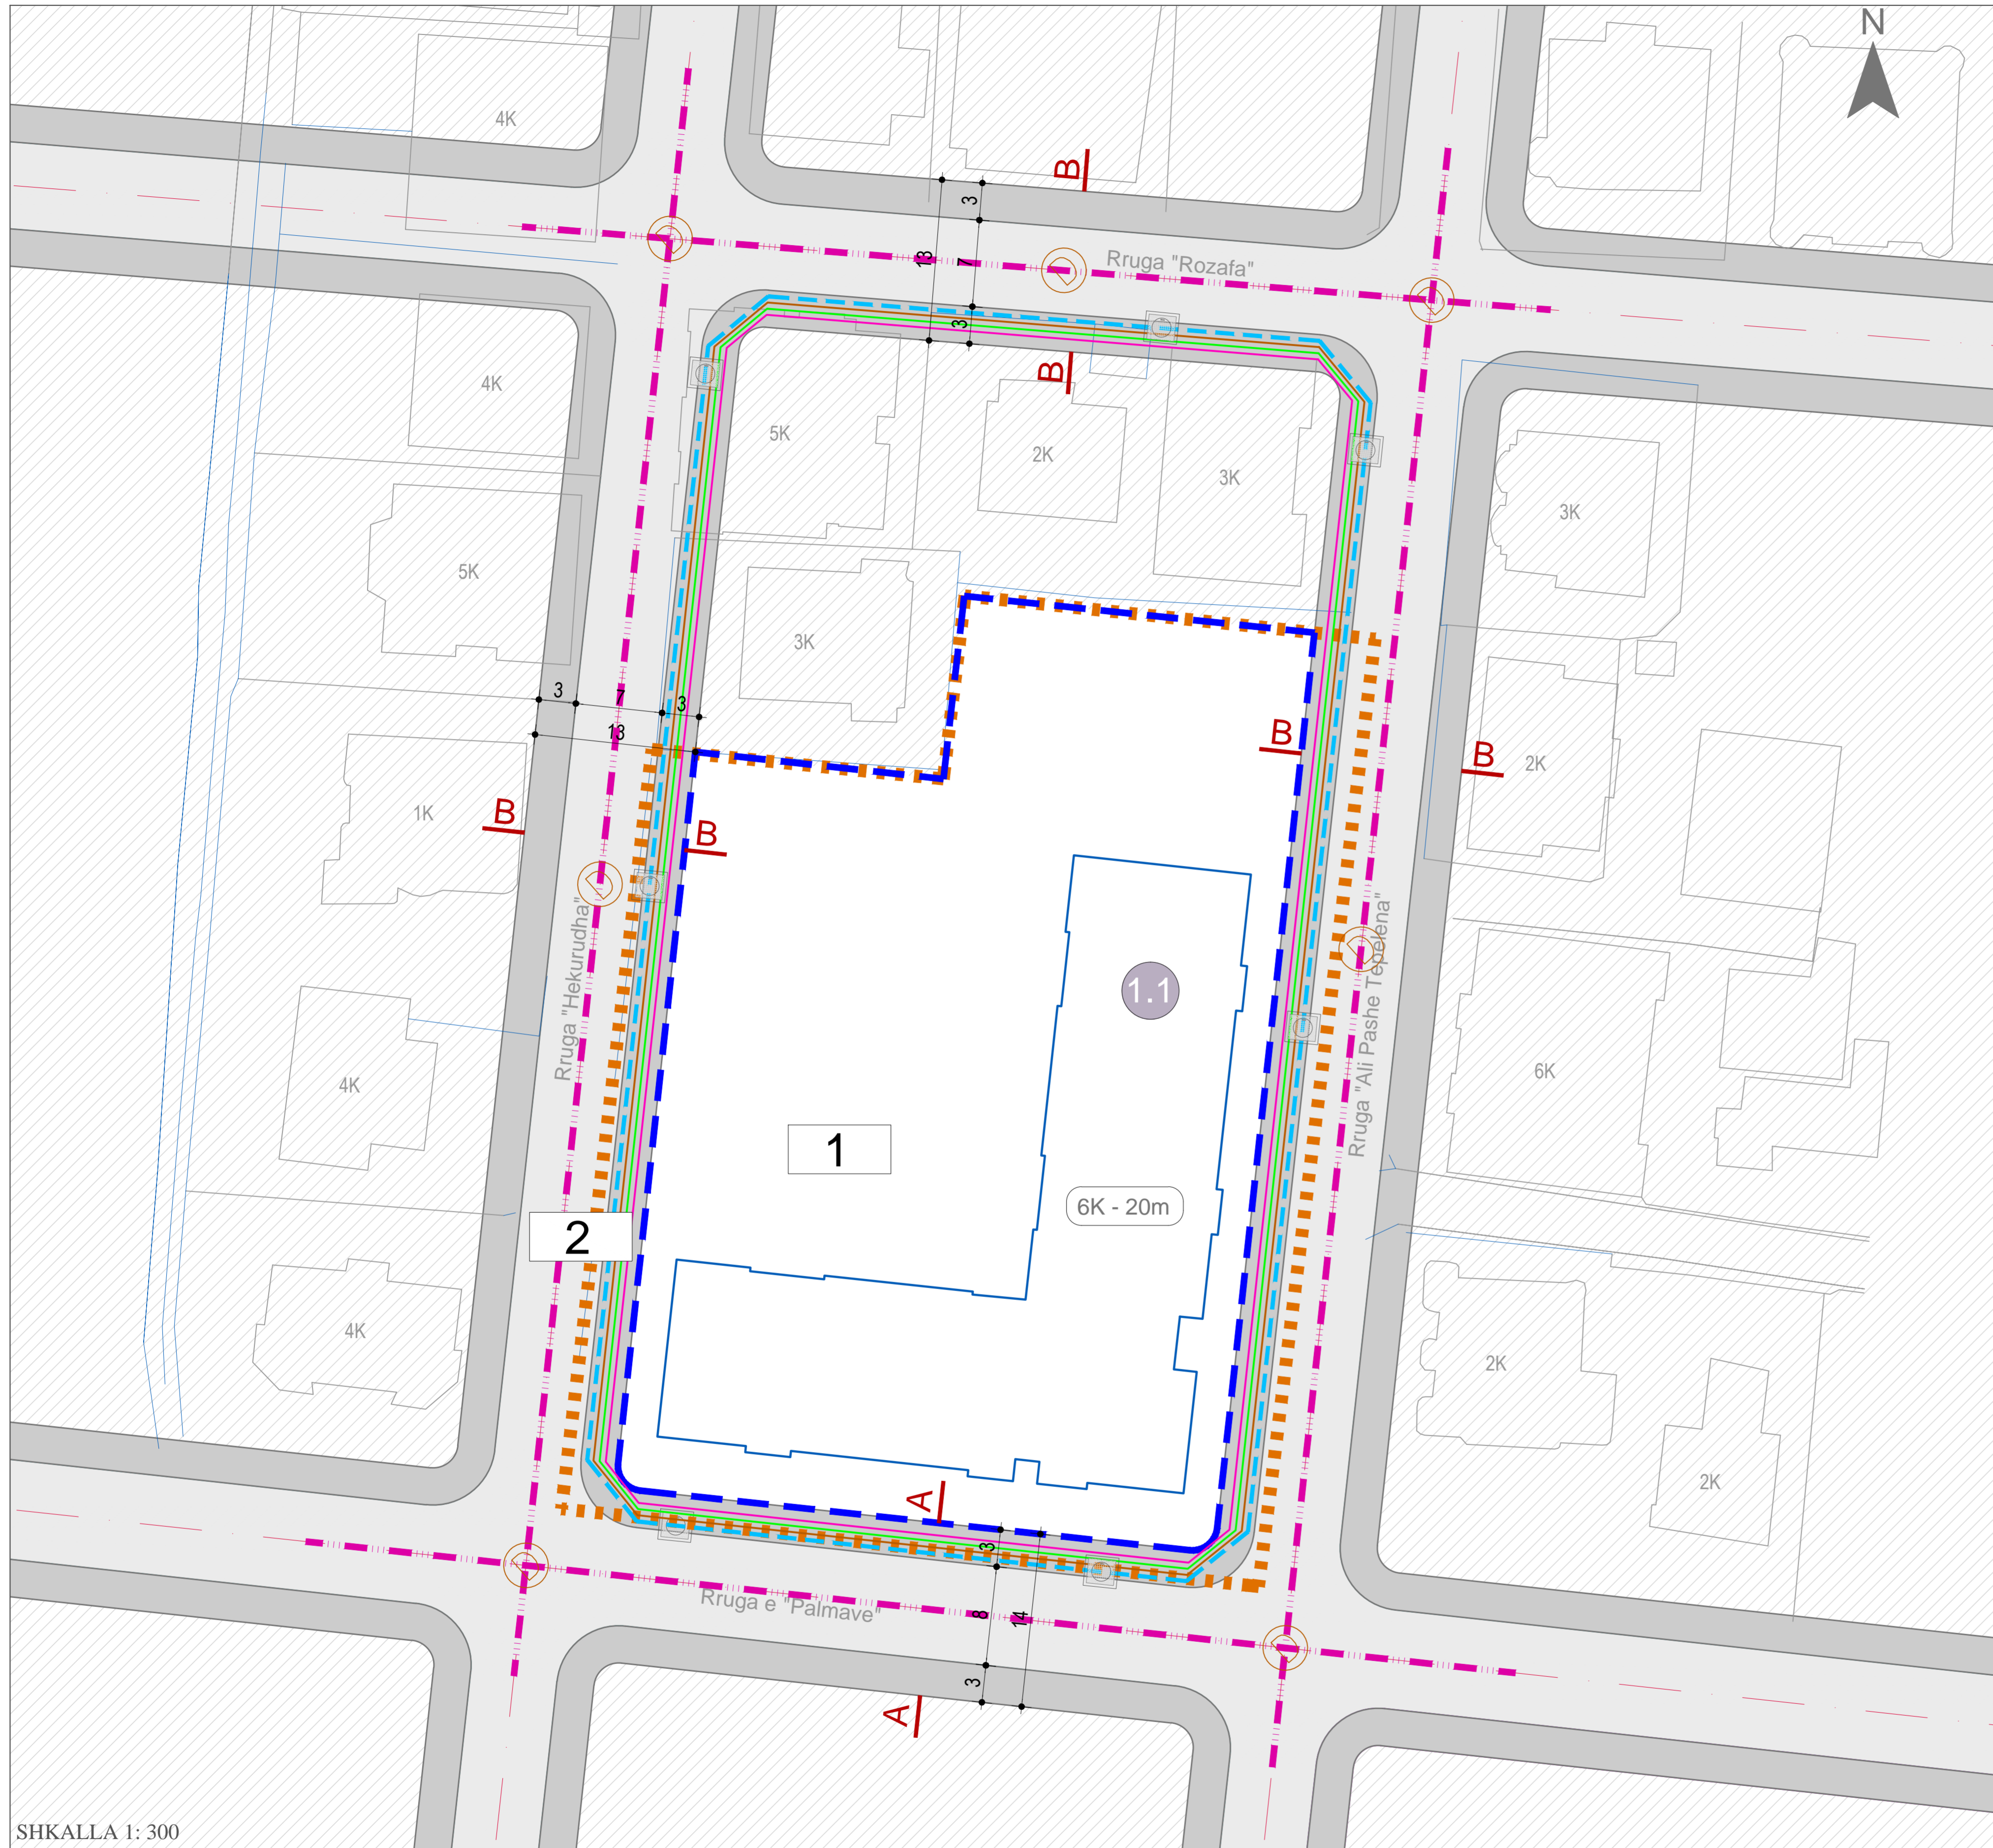 N
4K
B
3
13
7
Rruga "Rozafa"
3
B
4K
5K
2K
3K
3K
5K
3K
3
7
3
13
B
B
2K
1K
B
B
Rruga "Hekurudha"
Rruga "Ali Pashe Tepelena"
1.1
4K
6K
1
6K - 20m
2
4K
2K
2K
A
3
8
14
3
Rruga e "Palmave"
A
SHKALLA 1: 300